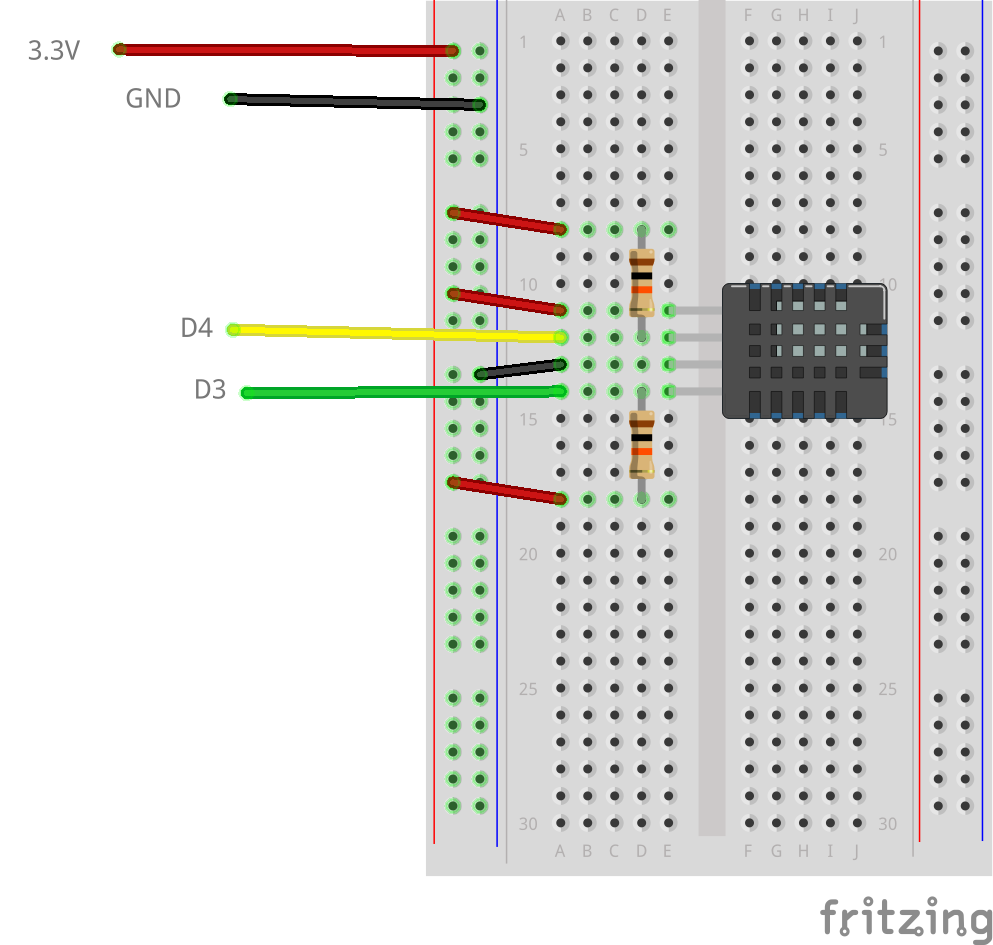 A B C D E F G H I J
1 1
3.3V
GND
5 5
10 10
D4
D3
15 15
20 20
25 25
30 30
A B C D E F G H I J
fritzing